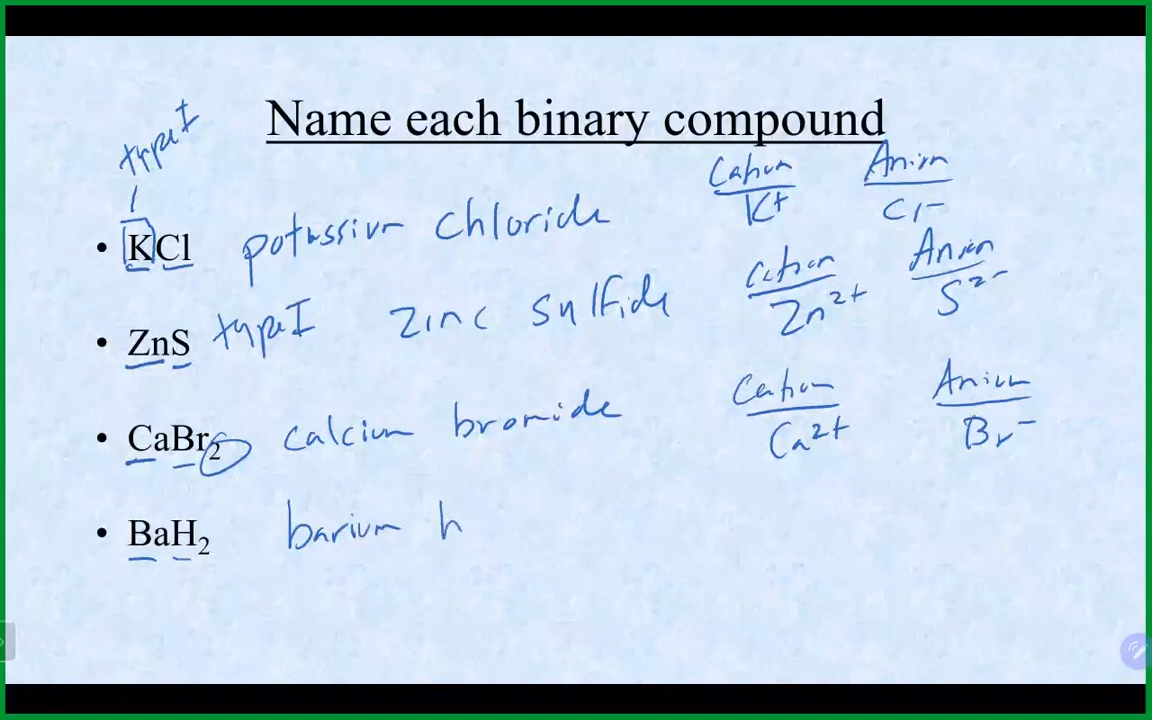 Name each binary compound
type I
Cation Anion
K+ Cl-
• KCl potassium chloride
Cation Anion
Zn2+ S2-
• ZnS type I zinc sulfide
Cation Anion
Ca2+ Br-
• CaBr2 calcium bromide
• BaH2 barium h